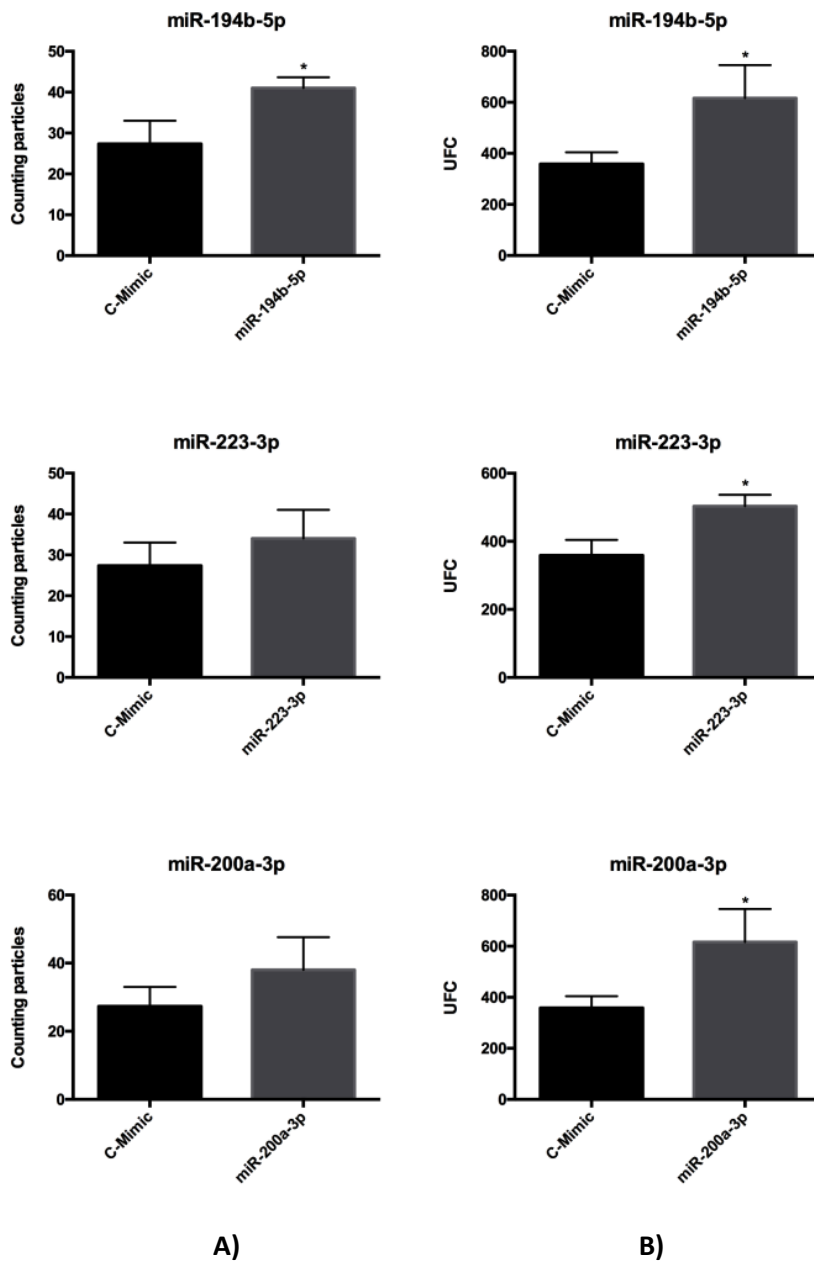 miR-194b-5p
Counting particles
50
40
30
20
10
0
*
C-Mimic
miR-194b-5p
miR-194b-5p
UFC
800
600
400
200
0
*
C-Mimic
miR-194b-5p
miR-223-3p
Counting particles
50
40
30
20
10
0
C-Mimic
miR-223-3p
miR-223-3p
UFC
600
400
200
0
*
C-Mimic
miR-223-3p
miR-200a-3p
Counting particles
60
40
20
0
C-Mimic
miR-200a-3p
miR-200a-3p
UFC
800
600
400
200
0
*
C-Mimic
miR-200a-3p
A)
B)